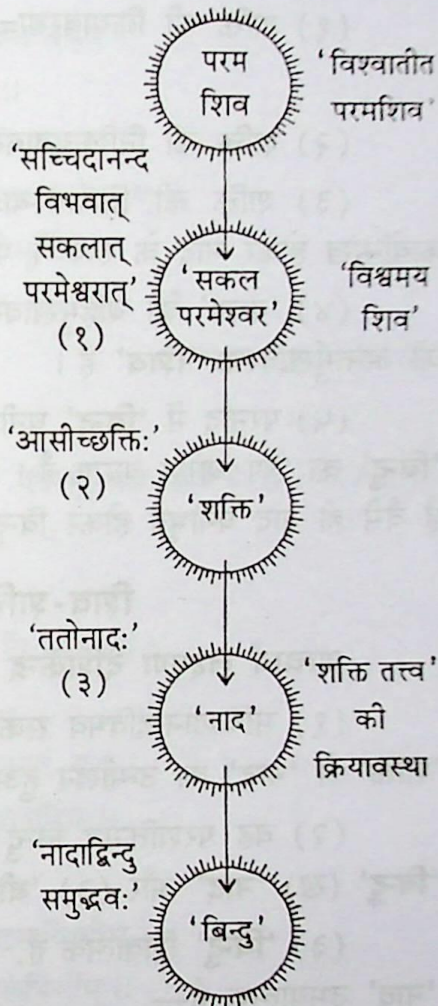 परम
शिव
'विश्वातीत
परमशिव'
'सच्चिदानन्द
विभवात्
सकलात्
परमेश्वरात्'
(१)
'सकल
परमेश्वर'
'विश्वमय
शिव'
'आसीच्छक्तिः'
(२)
'शक्ति'
'ततोनादः'
(३)
'नाद'
'शक्ति तत्त्व'
की
क्रियावस्था
'नादाद्विन्दु
समुद्भवः'
'बिन्दु'